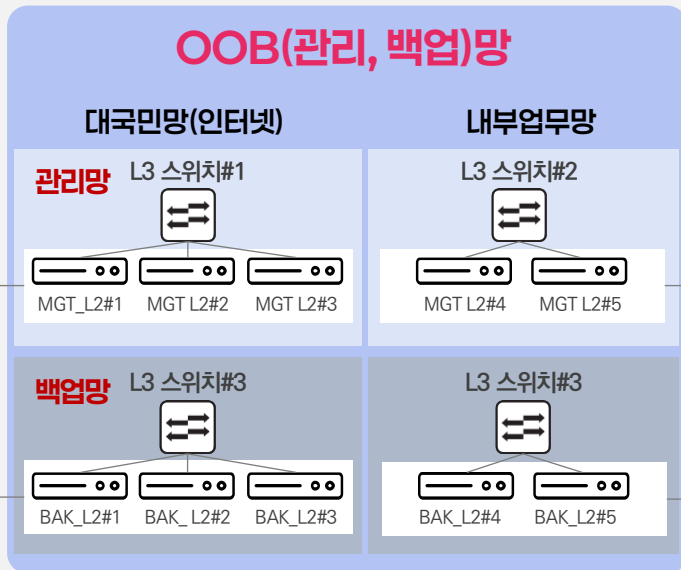 OOB(관리, 백업)망
대국민망(인터넷)
내부업무망
관리망
L3 스위치#1
MGT_L2#1
MGT L2#2
MGT L2#3
L3 스위치#2
MGT L2#4
MGT L2#5
백업망
L3 스위치#3
BAK_L2#1
BAK_ L2#2
BAK_L2#3
L3 스위치#3
BAK_L2#4
BAK_L2#5